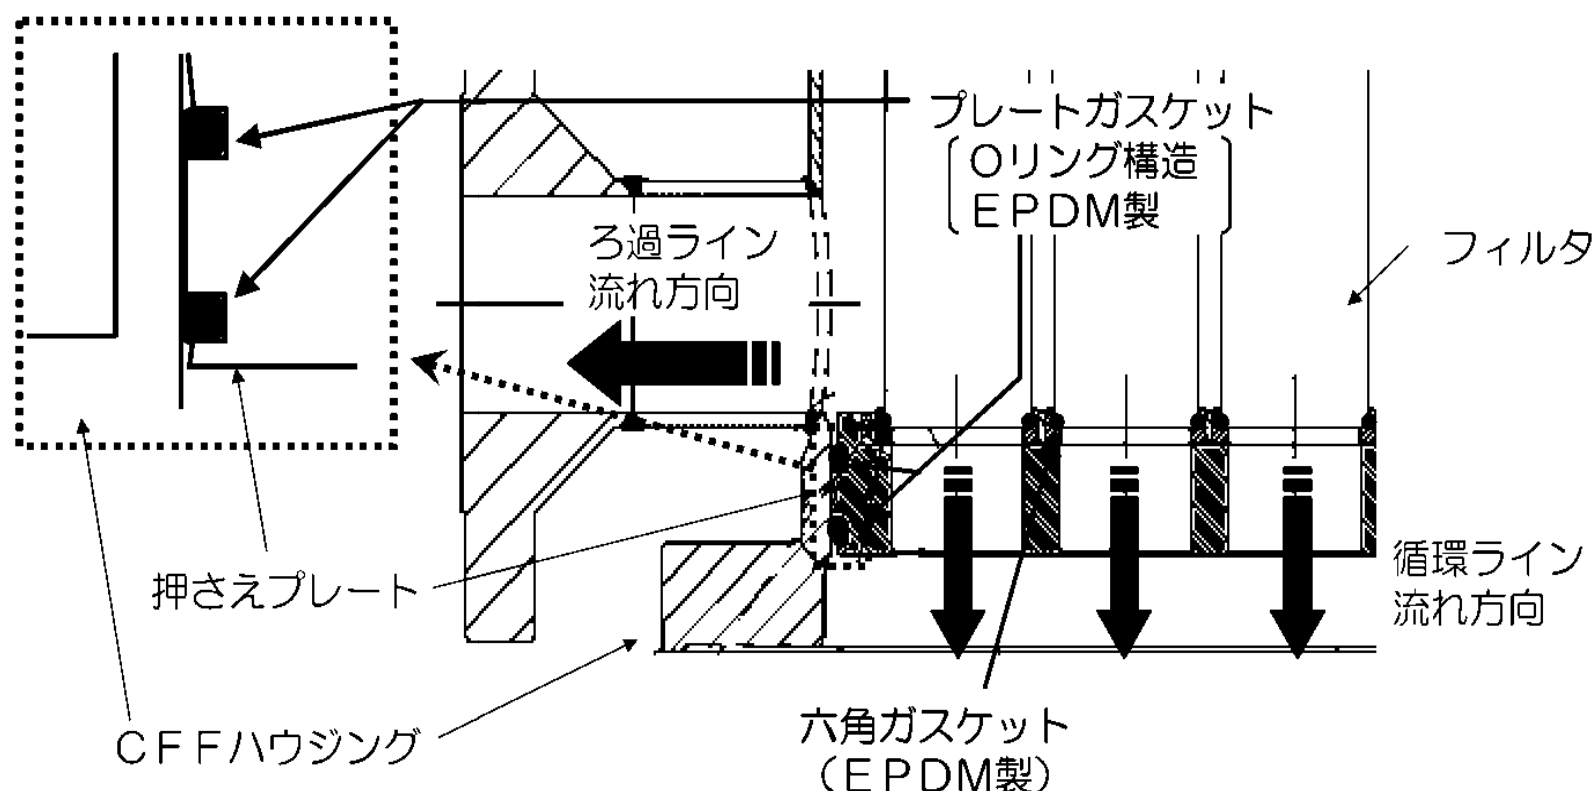 プレートガスケット
Oリング構造
EPDM製
ろ過ライン
流れ方向
フィルタ
押さえプレート
循環ライン
流れ方向
CFFハウジング
六角ガスケット
(EPDM製)